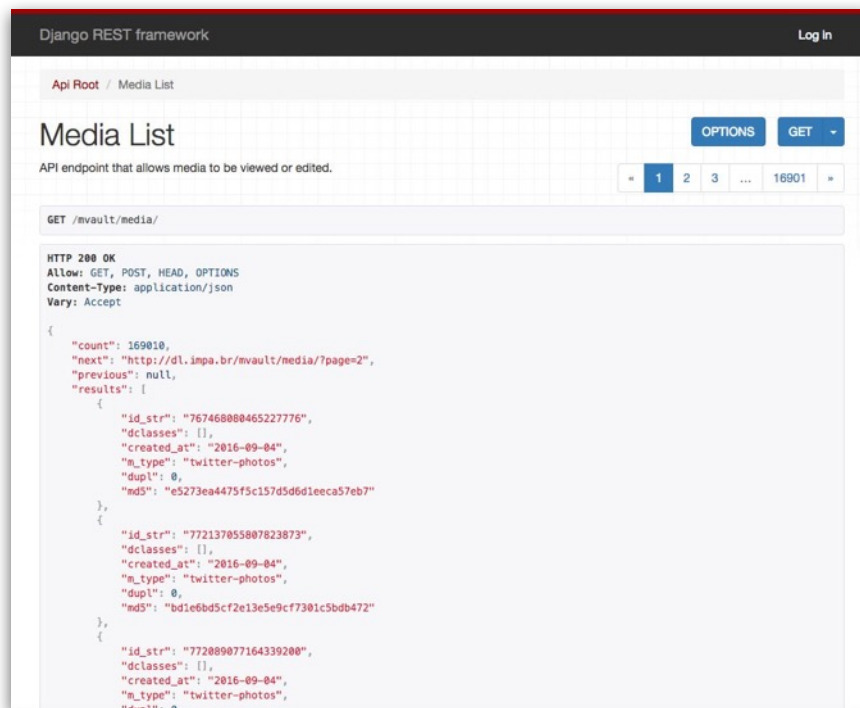 Django REST framework
Log in
Api Root / Media List
Media List
OPTIONS GET
API endpoint that allows media to be viewed or edited.
« 1 2 3 ... 16901 »
GET /mvault/media/
HTTP 200 OK
Allow: GET, POST, HEAD, OPTIONS
Content-Type: application/json
Vary: Accept
{
"count": 169010,
"next": "http://dl.impa.br/mvault/media/?page=2",
"previous": null,
"results": [
{
"id_str": "767468080465227776",
"dclasses": [],
"created_at": "2016-09-04",
"m_type": "twitter-photos",
"dupl": 0,
"md5": "e5273ea4475f5c157d5d6d1eeca57eb7"
},
{
"id_str": "772137055807823873",
"dclasses": [],
"created_at": "2016-09-04",
"m_type": "twitter-photos",
"dupl": 0,
"md5": "bd1e6bd5cf2e13e5e9cf7301c5bdb472"
},
{
"id_str": "772089077164339200",
"dclasses": [],
"created_at": "2016-09-04",
"m_type": "twitter-photos",
"dupl": 0